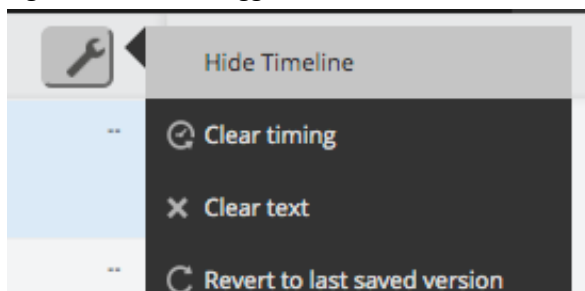 Hide Timeline
--
Clear timing
Clear text
--
Revert to last saved version